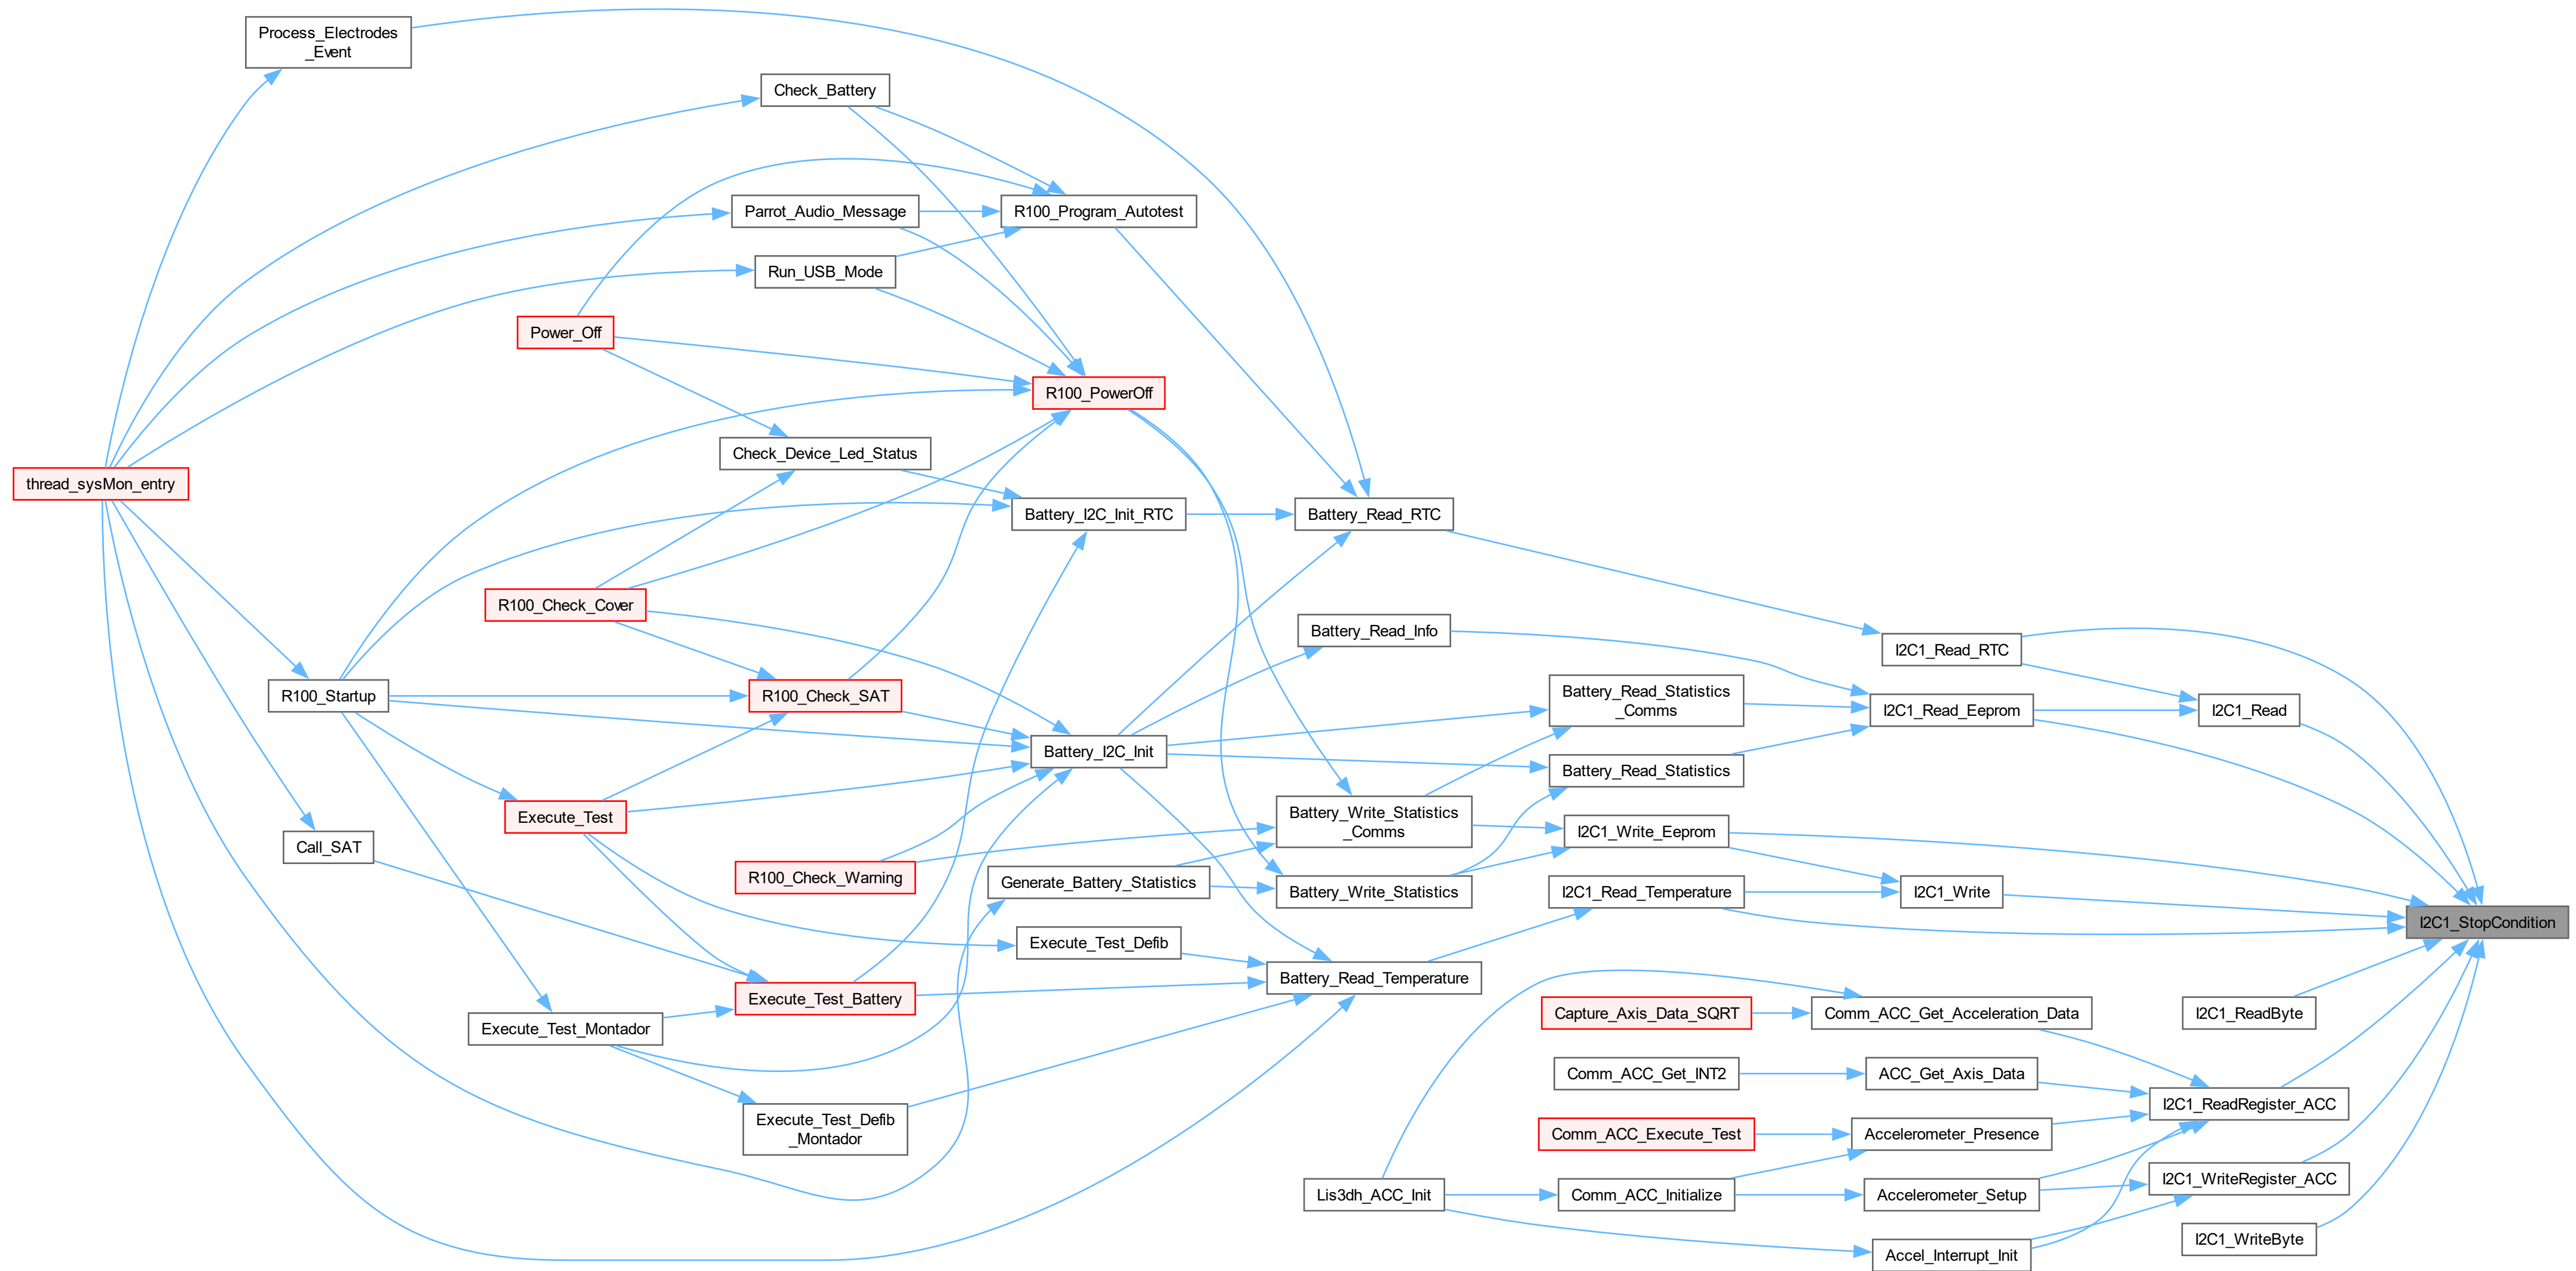 Process_Electrodes
_Event
Check_Battery
Parrot_Audio_Message
R100_Program_Autotest
Run_USB_Mode
Power_Off
R100_PowerOff
Check_Device_Led_Status
thread_sysMon_entry
Battery_I2C_Init_RTC
Battery_Read_RTC
R100_Check_Cover
Battery_Read_Info
I2C1_Read_RTC
R100_Startup
R100_Check_SAT
Battery_Read_Statistics
_Comms
I2C1_Read_Eeprom
I2C1_Read
Battery_I2C_Init
Battery_Read_Statistics
Execute_Test
Battery_Write_Statistics
_Comms
I2C1_Write_Eeprom
Call_SAT
R100_Check_Warning
Generate_Battery_Statistics
Battery_Write_Statistics
I2C1_Read_Temperature
I2C1_Write
I2C1_StopCondition
Execute_Test_Defib
Battery_Read_Temperature
Execute_Test_Battery
Capture_Axis_Data_SQRT
Comm_ACC_Get_Acceleration_Data
I2C1_ReadByte
Execute_Test_Montador
Comm_ACC_Get_INT2
ACC_Get_Axis_Data
I2C1_ReadRegister_ACC
Execute_Test_Defib
_Montador
Comm_ACC_Execute_Test
Accelerometer_Presence
I2C1_WriteRegister_ACC
Lis3dh_ACC_Init
Comm_ACC_Initialize
Accelerometer_Setup
I2C1_WriteByte
Accel_Interrupt_Init